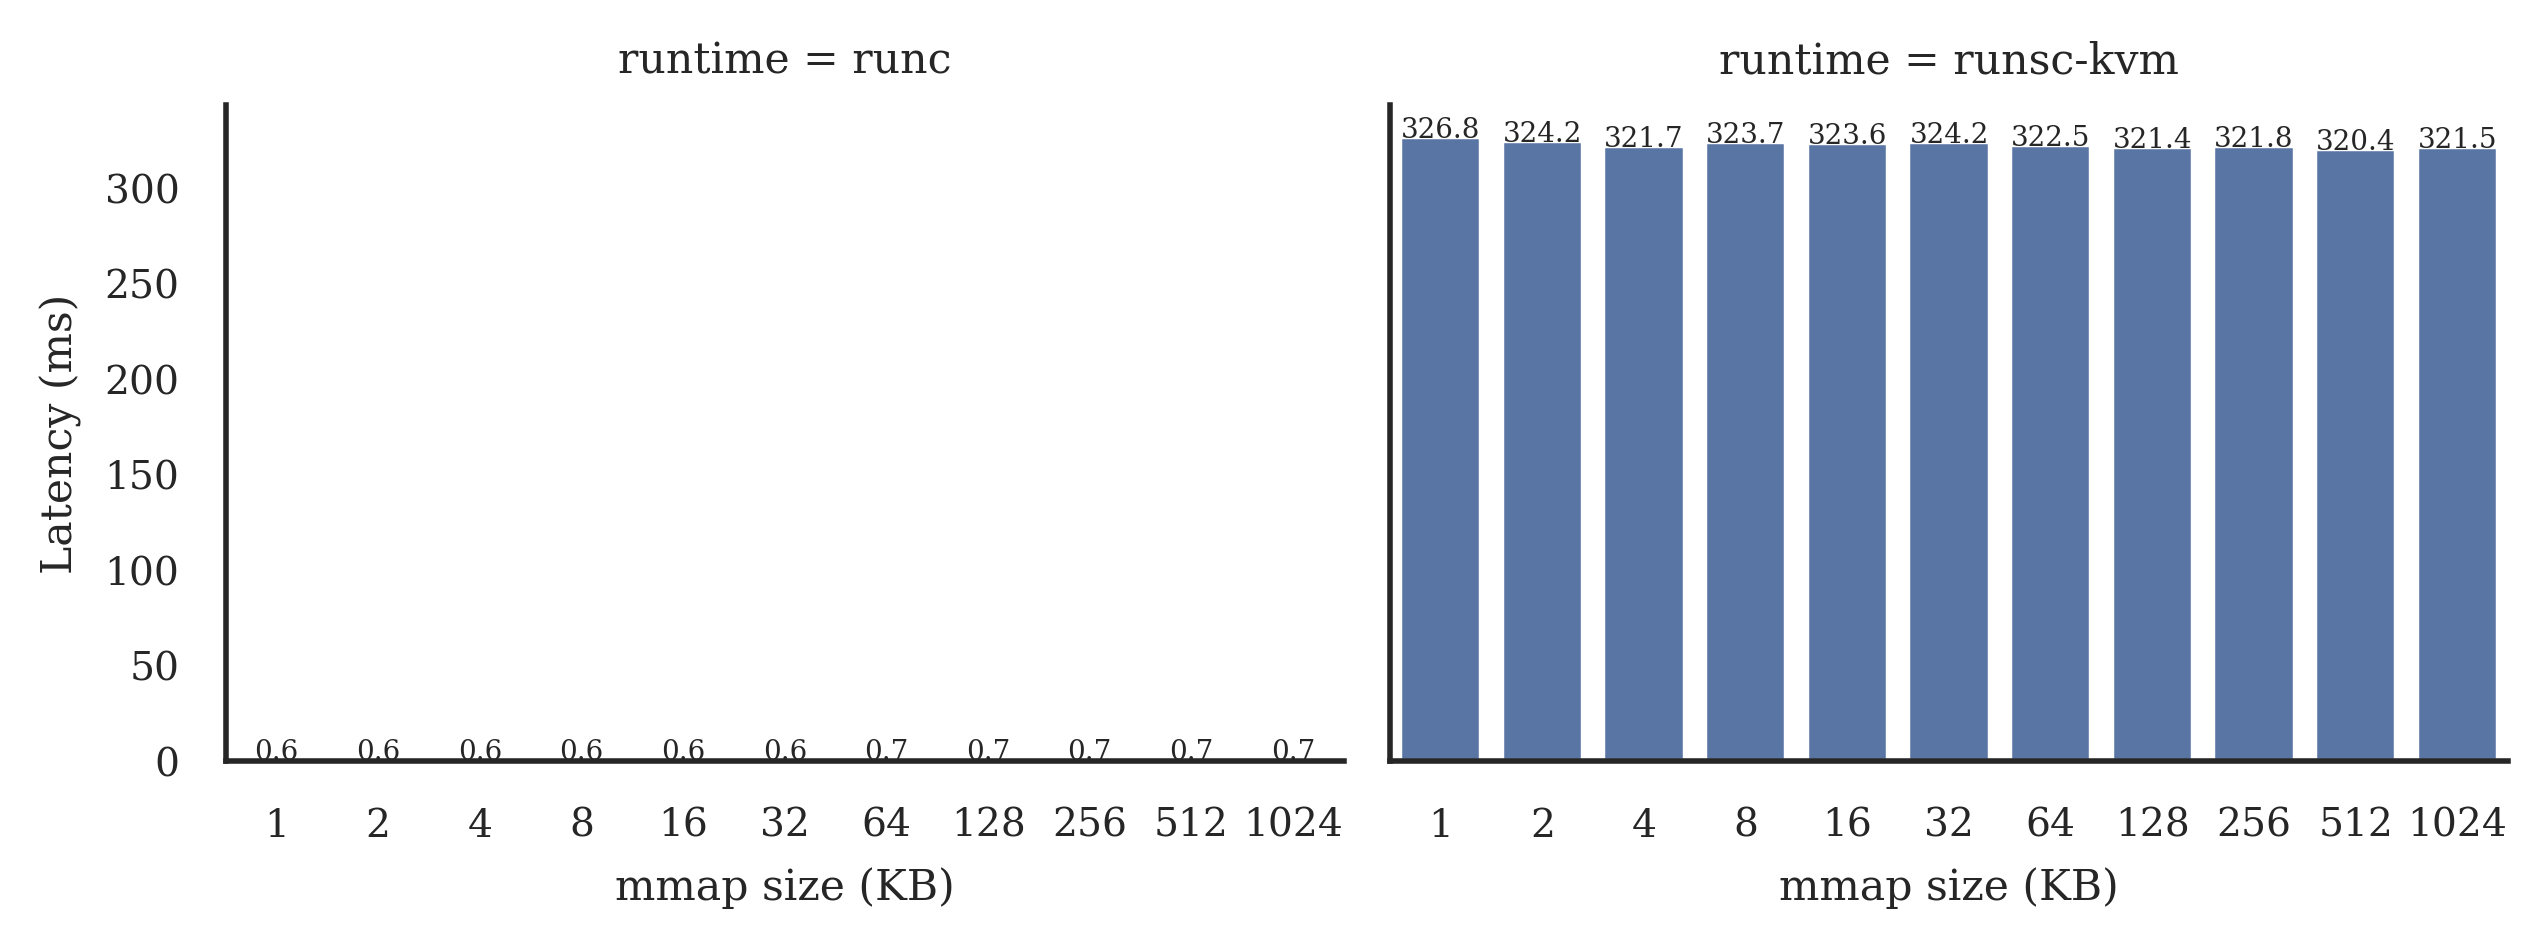 runtime = runc
runtime = runsc-kvm
Latency (ms)
300
250
200
150
100
50
0
0.6 0.6 0.6 0.6 0.6 0.6 0.7 0.7 0.7 0.7 0.7
1 2 4 8 16 32 64 128 256 512 1024
mmap size (KB)
326.8 324.2 321.7 323.7 323.6 324.2 322.5 321.4 321.8 320.4 321.5
1 2 4 8 16 32 64 128 256 512 1024
mmap size (KB)